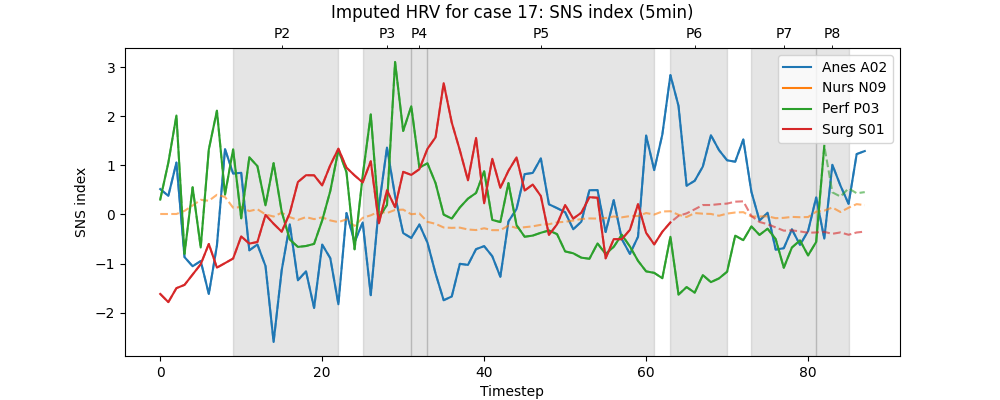 Imputed HRV for case 17: SNS index (5min)
P2 P3 P4 P5 P6 P7 P8
Anes A02
Nurs N09
Perf P03
Surg S01
SNS index
3
2
1
0
−1
−2
0 20 40 60 80
Timestep